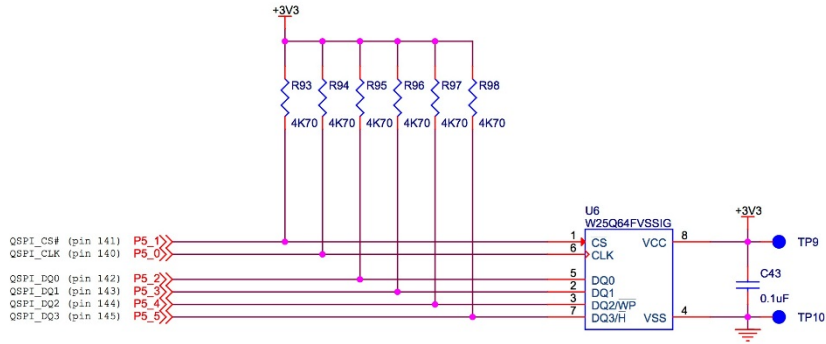 +3V3
R93 R94 R95 R96 R97 R98
4K70 4K70 4K70 4K70 4K70 4K70
U6
W25Q64FVSSIG
+3V3
QSPI_CS# (pin 141) P5_1 1 CS VCC 8 TP9
QSPI_CLK (pin 140) P5_0 6 CLK
C43
QSPI_DQ0 (pin 142) P5_2 5 DQ0
QSPI_DQ1 (pin 143) P5_3 2 DQ1
0.1uF
QSPI_DQ2 (pin 144) P5_4 3 DQ2/WP
QSPI_DQ3 (pin 145) P5_5 7 DQ3/H VSS 4 TP10